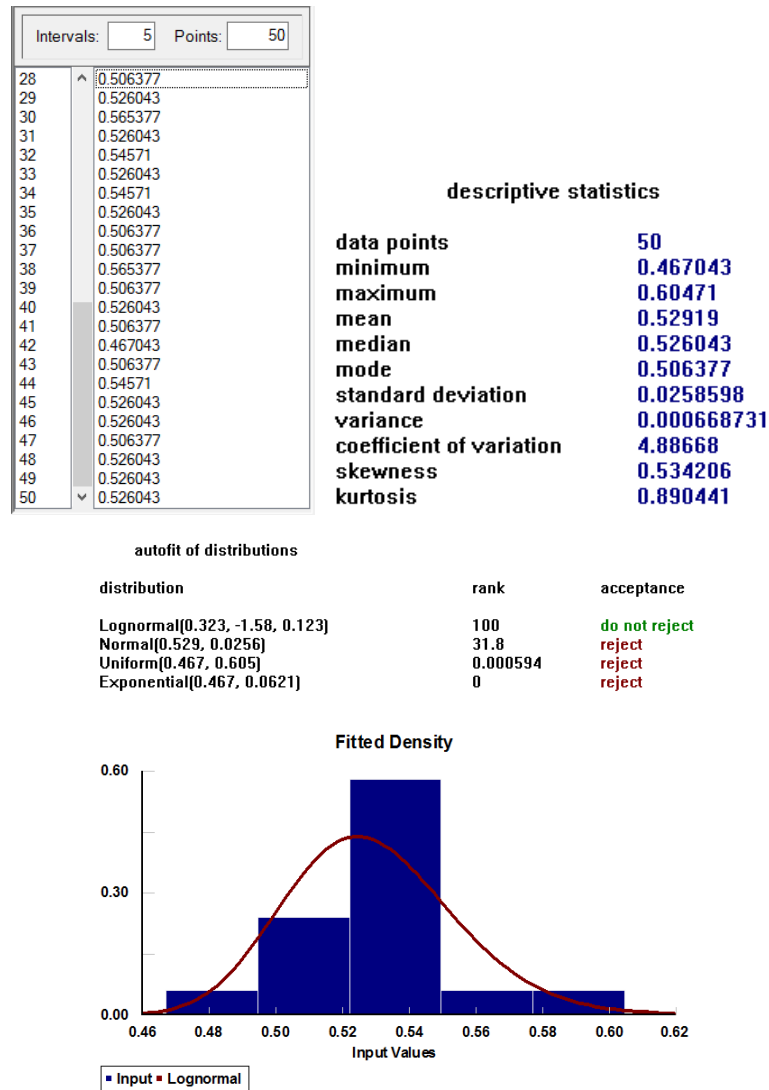 Intervals: 5 Points: 50
28 0.506377
29 0.526043
30 0.565377
31 0.526043
32 0.54571
33 0.526043
34 0.54571
35 0.526043
36 0.506377
37 0.506377
38 0.565377
39 0.506377
40 0.526043
41 0.506377
42 0.467043
43 0.506377
44 0.54571
45 0.526043
46 0.526043
47 0.506377
48 0.526043
49 0.526043
50 0.526043
descriptive statistics
data points 50
minimum 0.467043
maximum 0.60471
mean 0.52919
median 0.526043
mode 0.506377
standard deviation 0.0258598
variance 0.000668731
coefficient of variation 4.88668
skewness 0.534206
kurtosis 0.890441
autofit of distributions
distribution rank acceptance
Lognormal(0.323, -1.58, 0.123) 100 do not reject
Normal(0.529, 0.0256) 31.8 reject
Uniform(0.467, 0.605) 0.000594 reject
Exponential(0.467, 0.0621) 0 reject
Fitted Density
0.60
0.30
0.00
0.46 0.48 0.50 0.52 0.54 0.56 0.58 0.60 0.62
Input Values
Input Lognormal